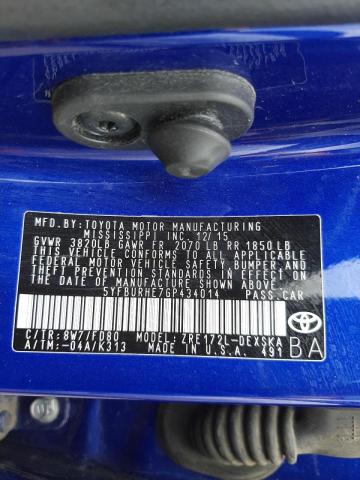 MFD.BY: TOYOTA MOTOR MANUFACTURING
MISSISSIPPI INC. 12/15
GVWR 3820LB GAWR FR 2070 LB RR 1850LB
THIS VEHICLE CONFORMS TO ALL APPLICABLE
FEDERAL MOTOR VEHICLE SAFETY, BUMPER, AND
THEFT PREVENTION STANDARDS IN EFFECT ON
THE DATE OF MANUFACTURE SHOWN ABOVE.
5YFBURHE7GP434014 PASS.CAR
C/TR: 8W7/FD80 MODEL: ZRE172L-DEXSKA
A/TM: -04A/K313 MADE IN U.S.A. 491
BA